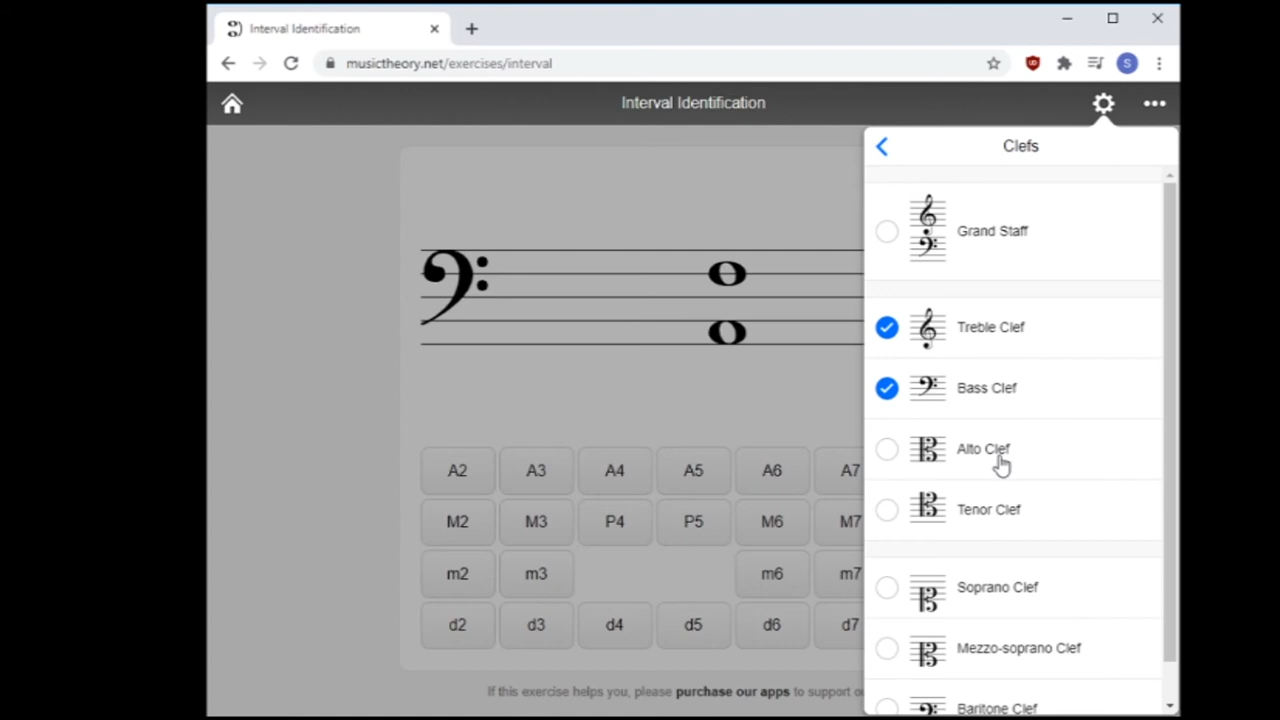 Interval Identification
musictheory.net/exercises/interval
S
Interval Identification
Clefs
Grand Staff
Treble Clef
Bass Clef
Alto Clef
Tenor Clef
Soprano Clef
Mezzo-soprano Clef
Baritone Clef
A2 A3 A4 A5 A6 A7
M2 M3 P4 P5 M6 M7
m2 m3 m6 m7
d2 d3 d4 d5 d6 d7
If this exercise helps you, please purchase our apps to support